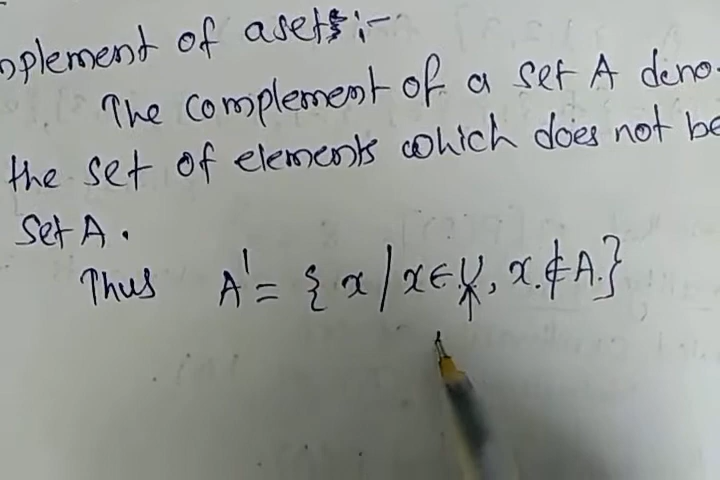 mplement of a set :-
The complement of a set A deno-
the set of elements which does not be
set A.
Thus A' = { x / x ∈ U, x ∉ A.}